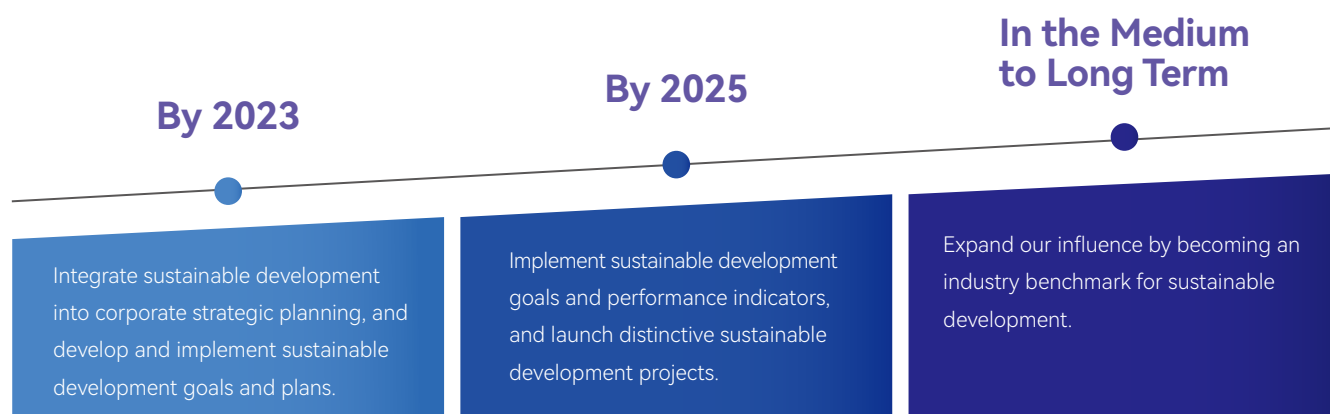 By 2023
Integrate sustainable development
into corporate strategic planning, and
develop and implement sustainable
development goals and plans.
By 2025
Implement sustainable development
goals and performance indicators,
and launch distinctive sustainable
development projects.
In the Medium
to Long Term
Expand our influence by becoming an
industry benchmark for sustainable
development.